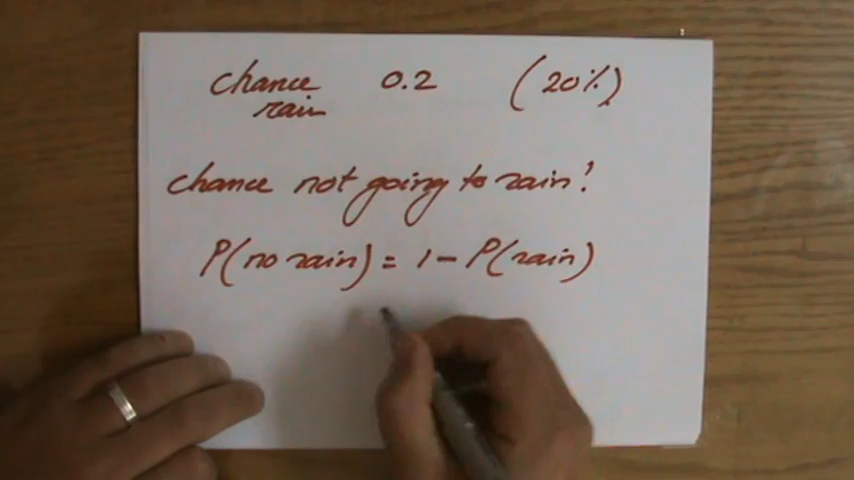 chance 0.2 (20%)
rain
chance not going to rain?
P(no rain) = 1 - P(rain)